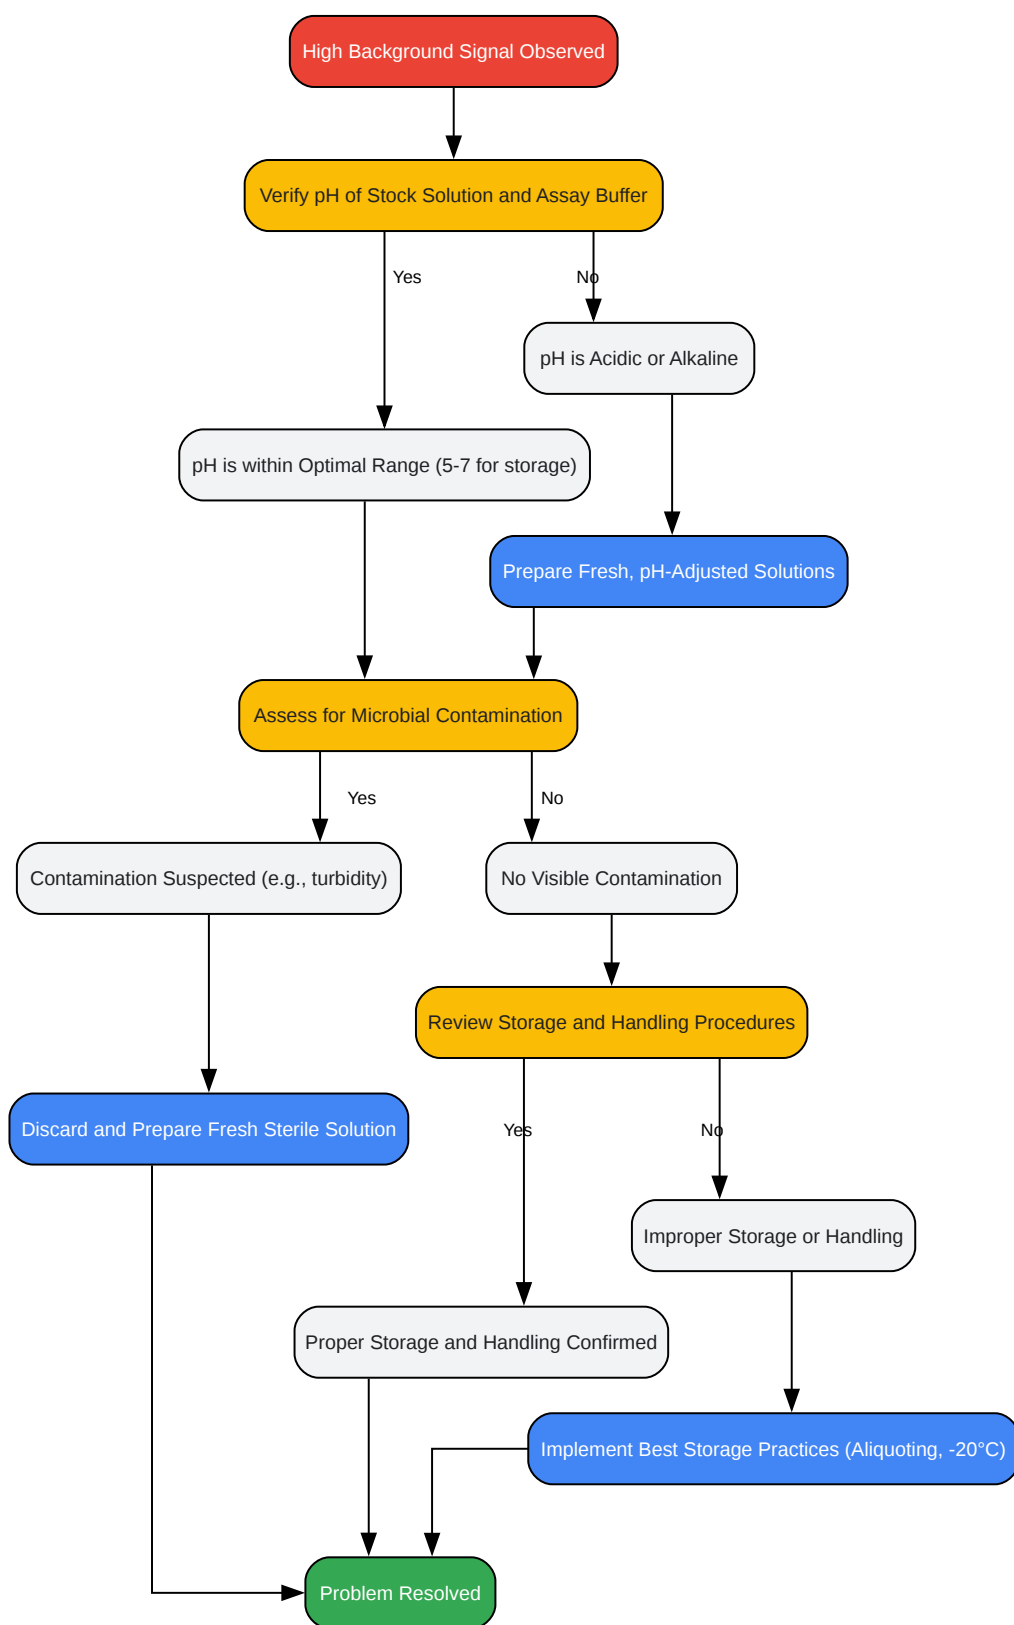 High Background Signal Observed
Verify pH of Stock Solution and Assay Buffer
Yes
No
pH is Acidic or Alkaline
pH is within Optimal Range (5-7 for storage)
Prepare Fresh, pH-Adjusted Solutions
Assess for Microbial Contamination
Yes
No
Contamination Suspected (e.g., turbidity)
No Visible Contamination
Review Storage and Handling Procedures
Discard and Prepare Fresh Sterile Solution
Yes
No
Improper Storage or Handling
Proper Storage and Handling Confirmed
Implement Best Storage Practices (Aliquoting, -20°C)
Problem Resolved